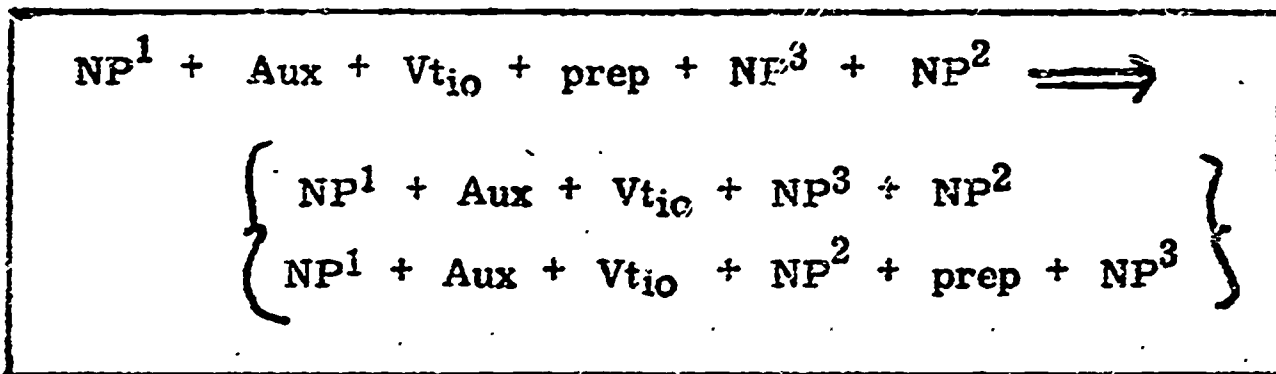 NP¹ + Aux + Vt_io + prep + NP³ + NP² ⟹
NP¹ + Aux + Vt_io + NP³ + NP²
NP¹ + Aux + Vt_io + NP² + prep + NP³